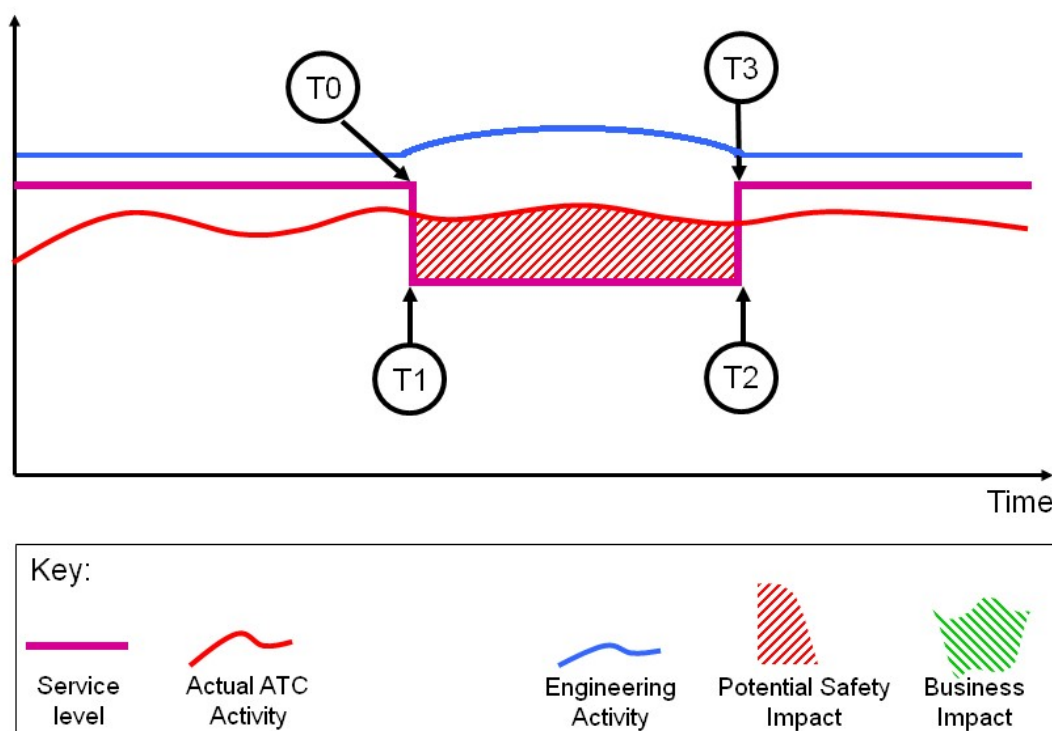 T0
T3
T1
T2
Time
Key:
Service
level
Actual ATC
Activity
Engineering
Activity
Potential Safety
Impact
Business
Impact